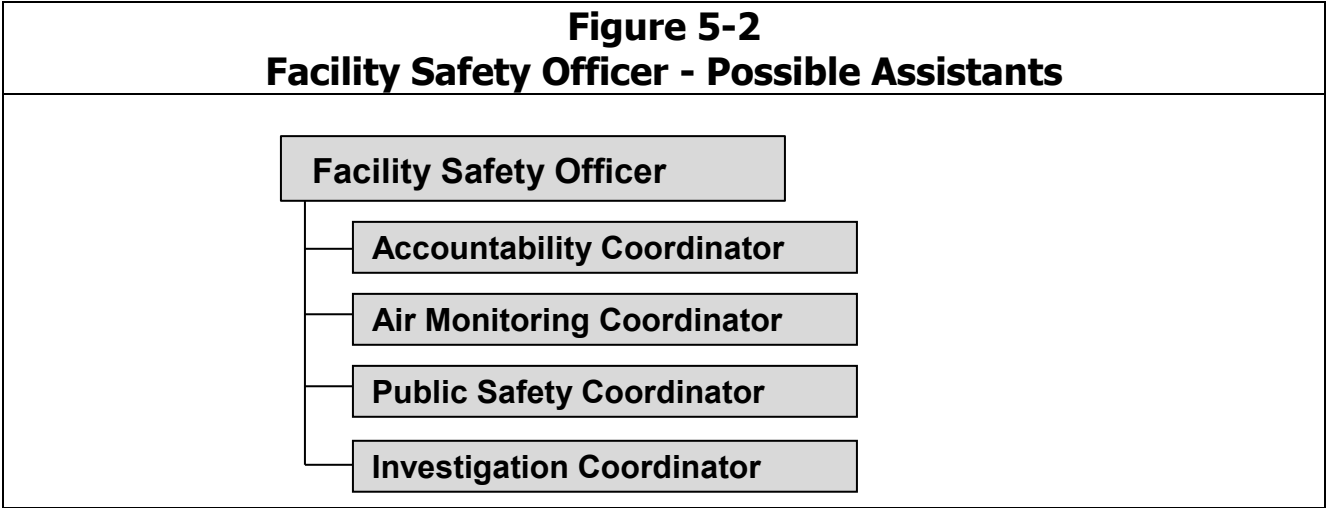 Figure 5-2
Facility Safety Officer - Possible Assistants
Facility Safety Officer
Accountability Coordinator
Air Monitoring Coordinator
Public Safety Coordinator
Investigation Coordinator